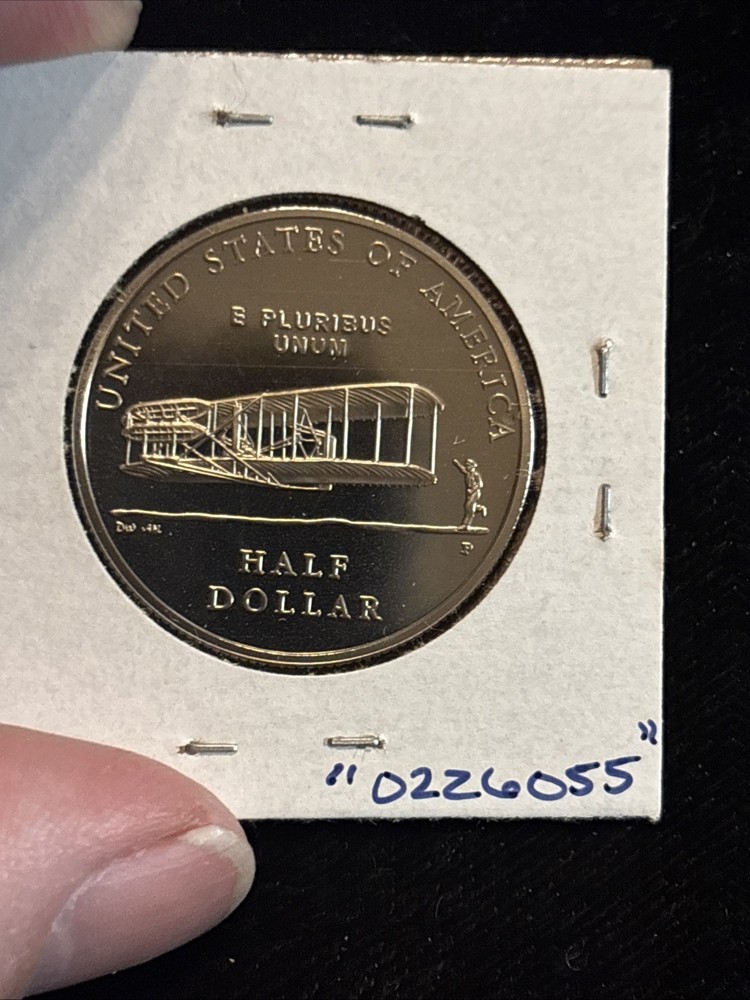 UNITED STATES OF AMERICA
E PLURIBUS
UNUM
P
HALF
DOLLAR
"0226055"